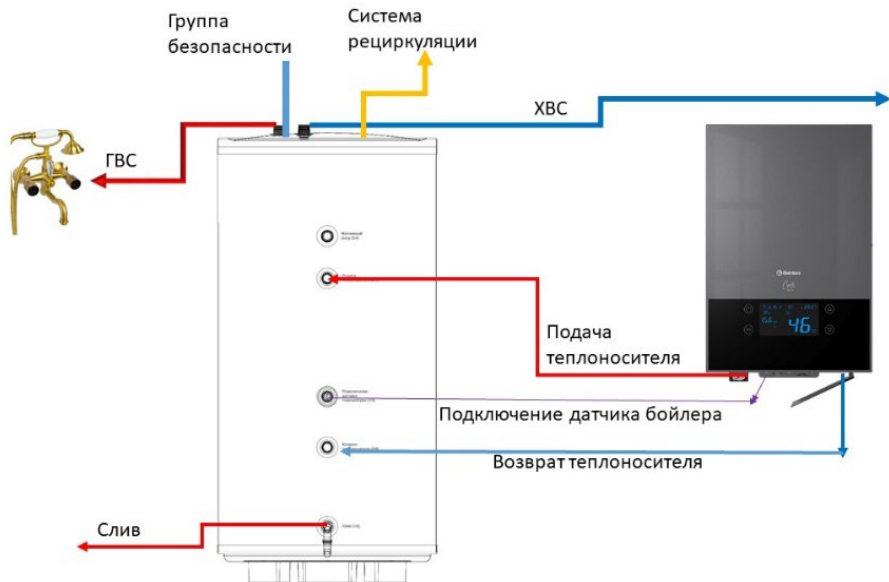 Группа
безопасности
Система
рециркуляции
ХВС
ГВС
Подача
теплоносителя
46
Подключение датчика бойлера
Возврат теплоносителя
Слив